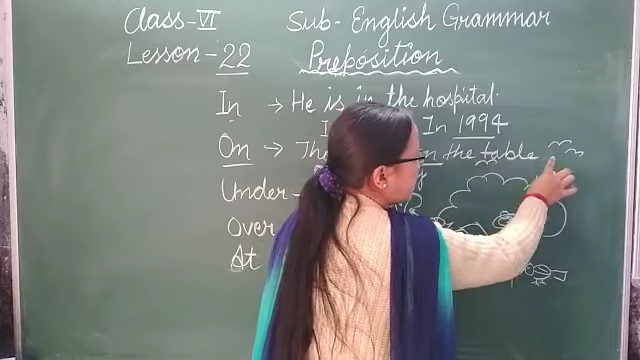 Class-VI Sub- English Grammar
Lesson-22 Preposition
In → He is in the hospital.
In 1994
On → on the table
Under-
Over
At